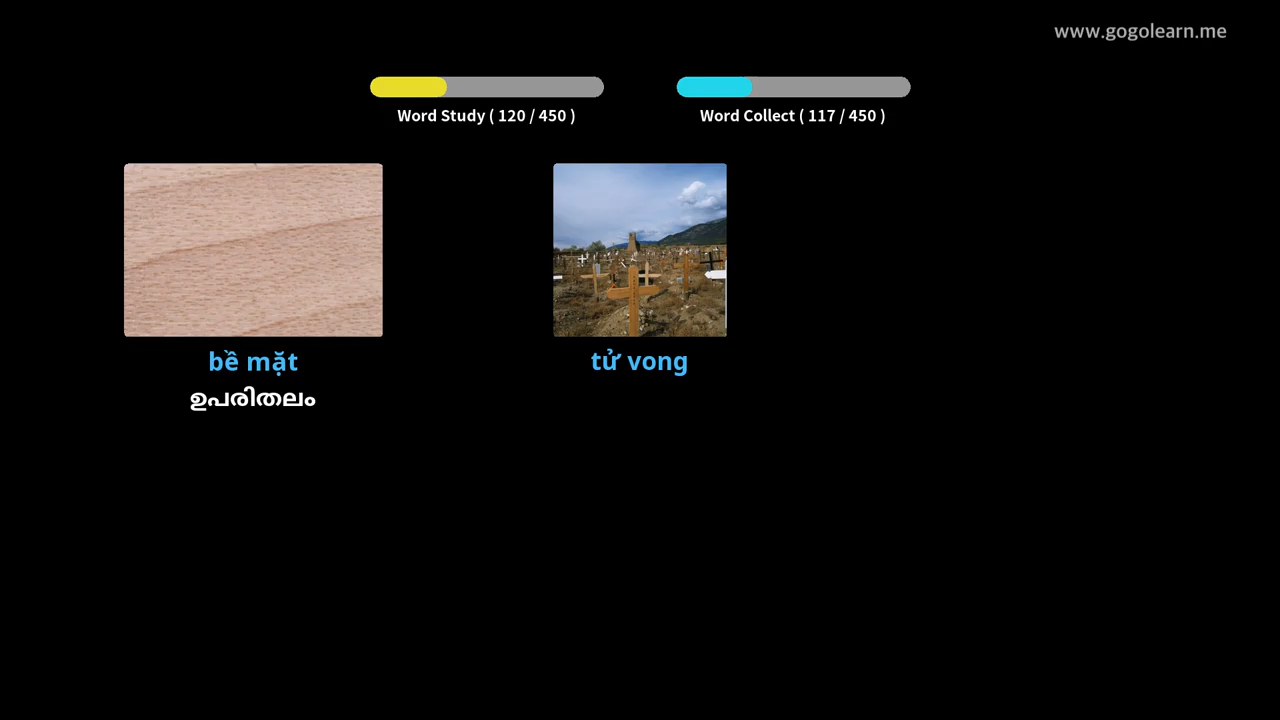 www.gogolearn.me
Word Study ( 120 / 450 )
Word Collect ( 117 / 450 )
bề mặt
ഉപരിതലം
tử vong